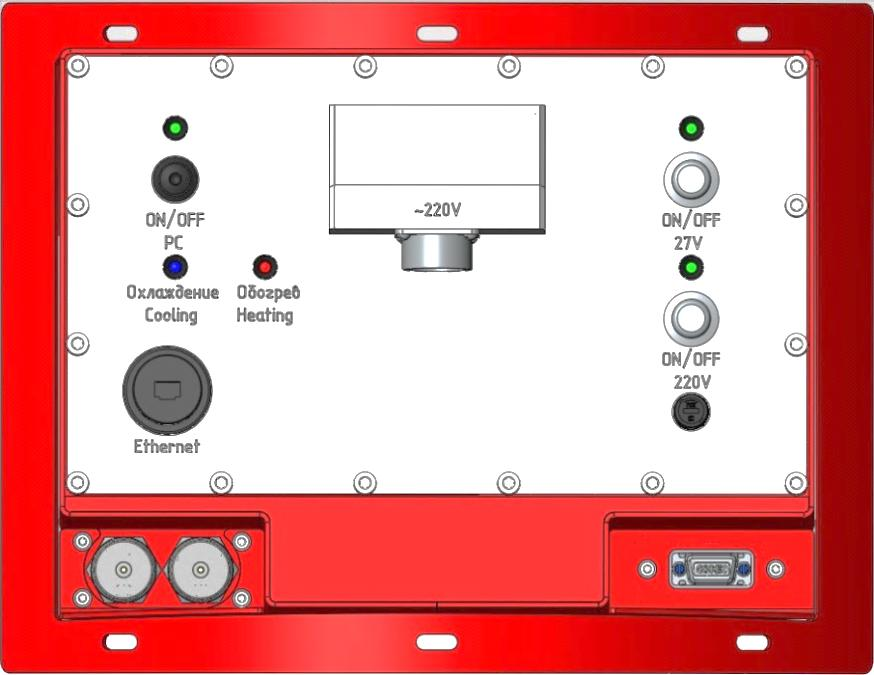 ~220V
ON/OFF
PC
ON/OFF
27V
Охлаждение
Cooling
Обогрев
Heating
ON/OFF
220V
Ethernet